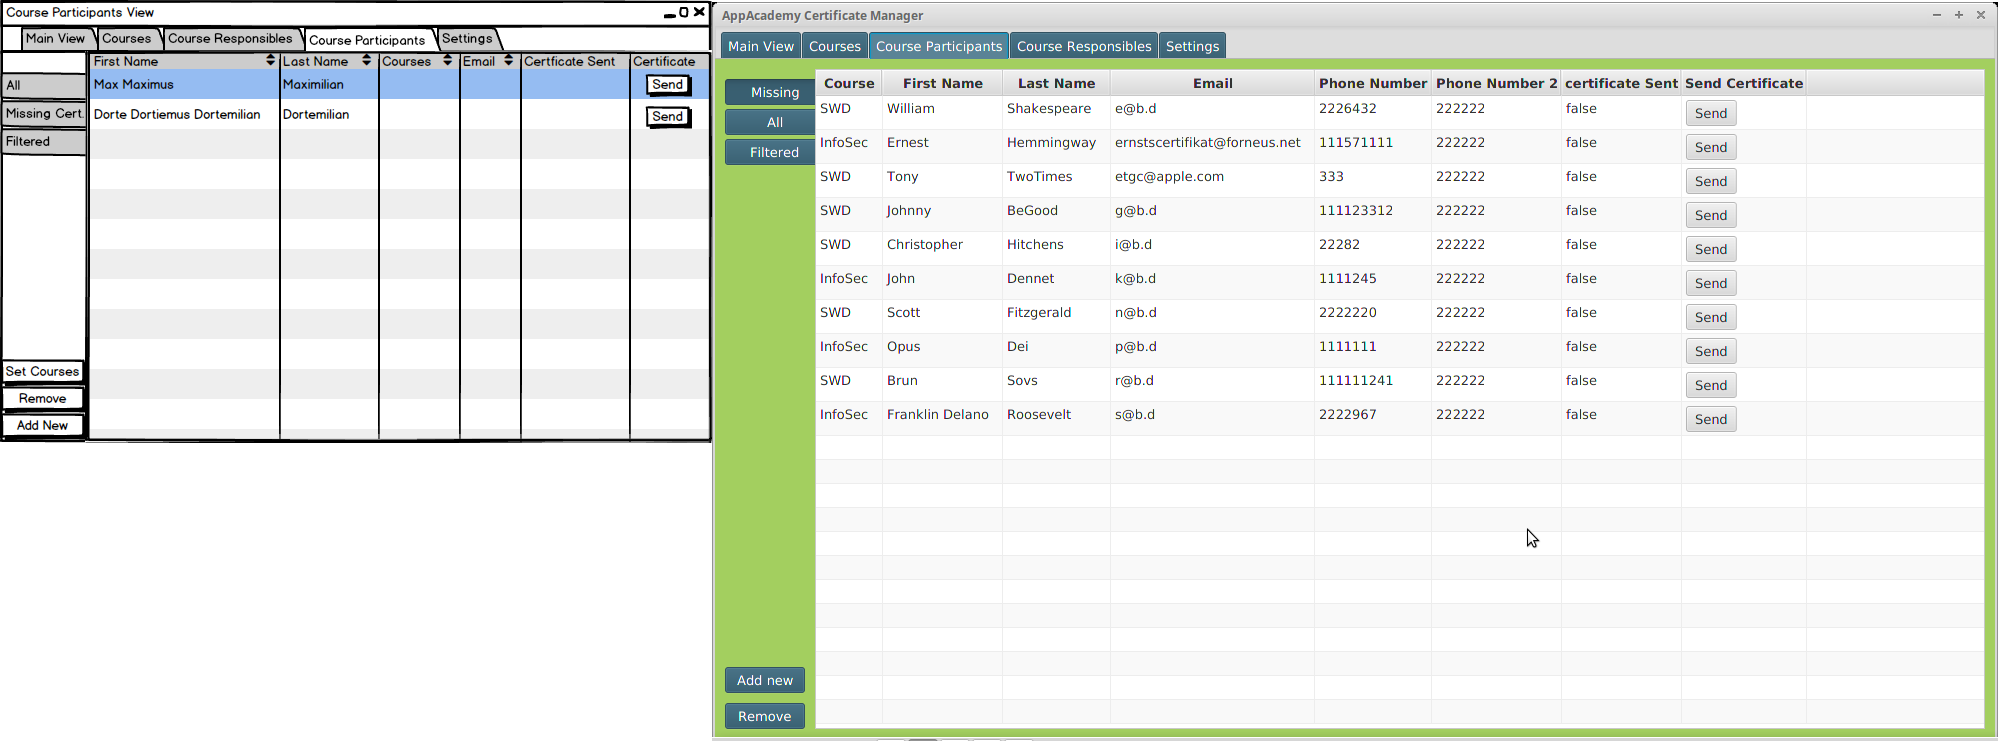 Course Participants View
Main View Courses Course Responsibles Course Participants Settings
First Name Last Name Courses Email Certficate Sent Certificate
All
Max Maximus Maximilian Send
Missing Cert.
Dorte Dortiemus Dortemilian Dortemilian Send
Filtered
Set Courses
Remove
Add New
AppAcademy Certificate Manager
Main View Courses Course Participants Course Responsibles Settings
Missing
All
Filtered
Course First Name Last Name Email Phone Number Phone Number 2 certificate Sent Send Certificate
SWD William Shakespeare e@b.d 2226432 222222 false Send
InfoSec Ernest Hemmingway ernstscertifikat@forneus.net 111571111 222222 false Send
SWD Tony TwoTimes etgc@apple.com 333 222222 false Send
SWD Johnny BeGood g@b.d 111123312 222222 false Send
SWD Christopher Hitchens i@b.d 22282 222222 false Send
InfoSec John Dennet k@b.d 1111245 222222 false Send
SWD Scott Fitzgerald n@b.d 2222220 222222 false Send
InfoSec Opus Dei p@b.d 1111111 222222 false Send
SWD Brun Sovs r@b.d 111111241 222222 false Send
InfoSec Franklin Delano Roosevelt s@b.d 2222967 222222 false Send
Add new
Remove